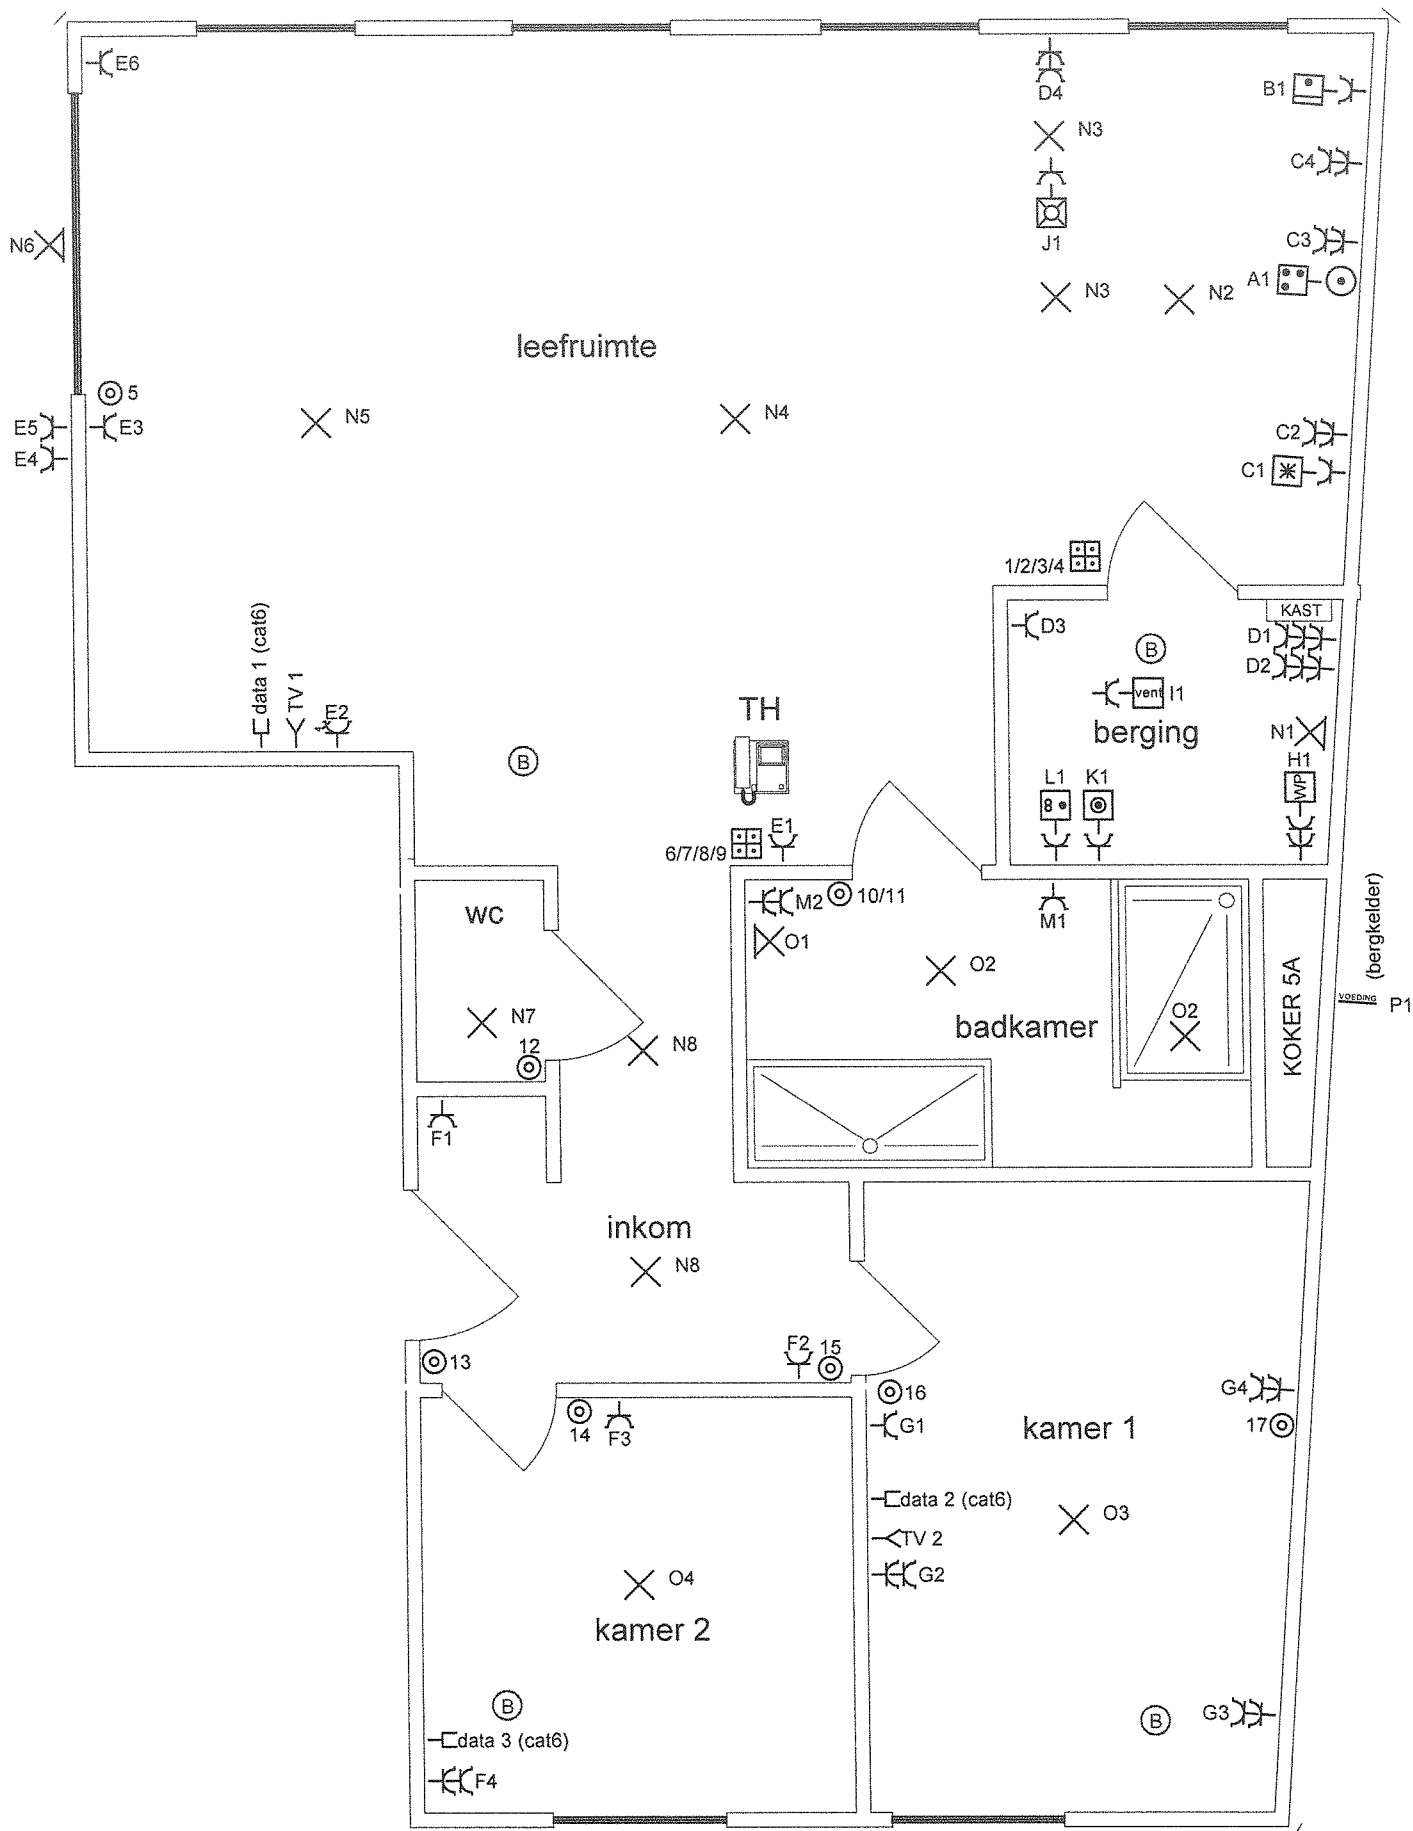 E6
D4
B1
N3
C4
J1
N6
C3
A1
N3
N2
leefruimte
5
N5
N4
E5
E3
E4
C2
C1
1/2/3/4
KAST
D3
D1
B
D2
data 1 (cat6)
TV 1
E2
TH
vent
I1
berging
N1
H1
WP
B
L1
K1
8
6/7/8/9
E1
M2
10/11
M1
wc
O1
O2
(bergkelder)
KOKER 5A
VOEDING
P1
N7
N8
badkamer
O2
12
F1
inkom
N8
13
F2
15
16
14
F3
G1
kamer 1
G4
17
data 2 (cat6)
O3
TV 2
G2
O4
kamer 2
B
B
G3
data 3 (cat6)
F4